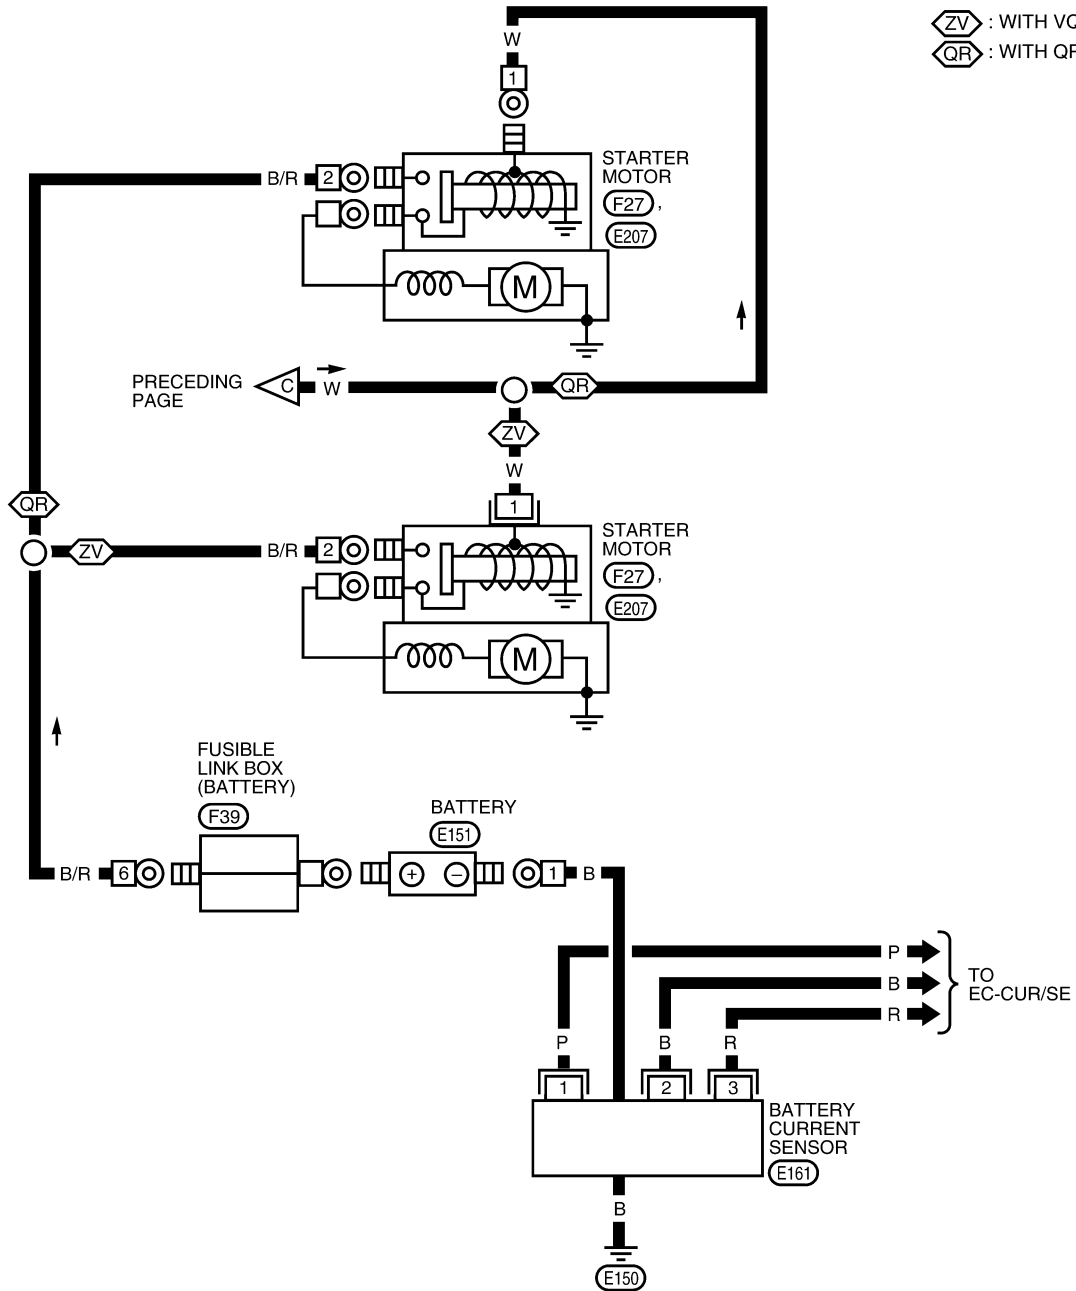 ZV : WITH VQ
QR : WITH QR
W
1
STARTER
MOTOR
F27 ,
E207
B/R 2
M
PRECEDING
PAGE
C W
QR
ZV
W
1
QR
ZV
B/R 2
STARTER
MOTOR
F27 ,
E207
M
FUSIBLE
LINK BOX
(BATTERY)
F39
BATTERY
E151
B/R 6
+ –
1 B
P
B
R
TO
EC-CUR/SE
P
B
R
1
2
3
BATTERY
CURRENT
SENSOR
E161
B
E150